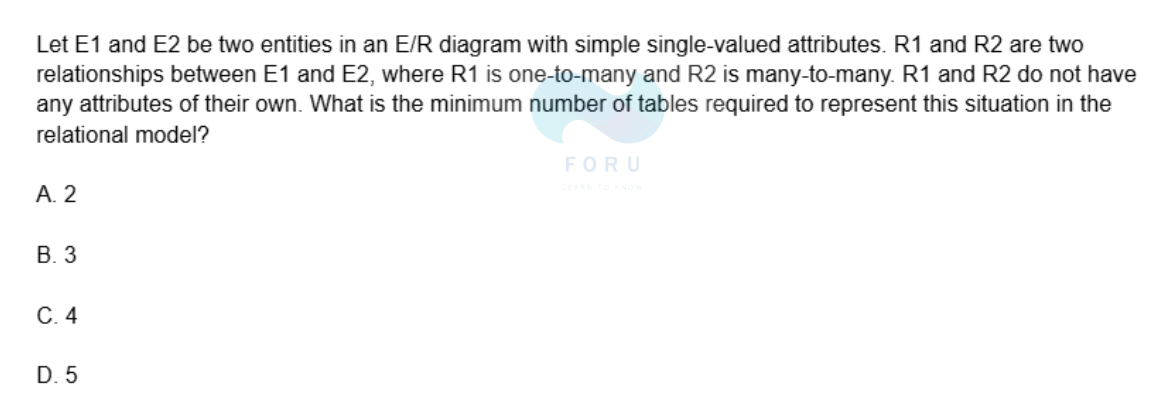 Let E1 and E2 be two entities in an E/R diagram with simple single-valued attributes. R1 and R2 are two
relationships between E1 and E2, where R1 is one-to-many and R2 is many-to-many. R1 and R2 do not have
any attributes of their own. What is the minimum number of tables required to represent this situation in the
relational model?
FORU
LEARN TO KNOW
A. 2
B. 3
C. 4
D. 5